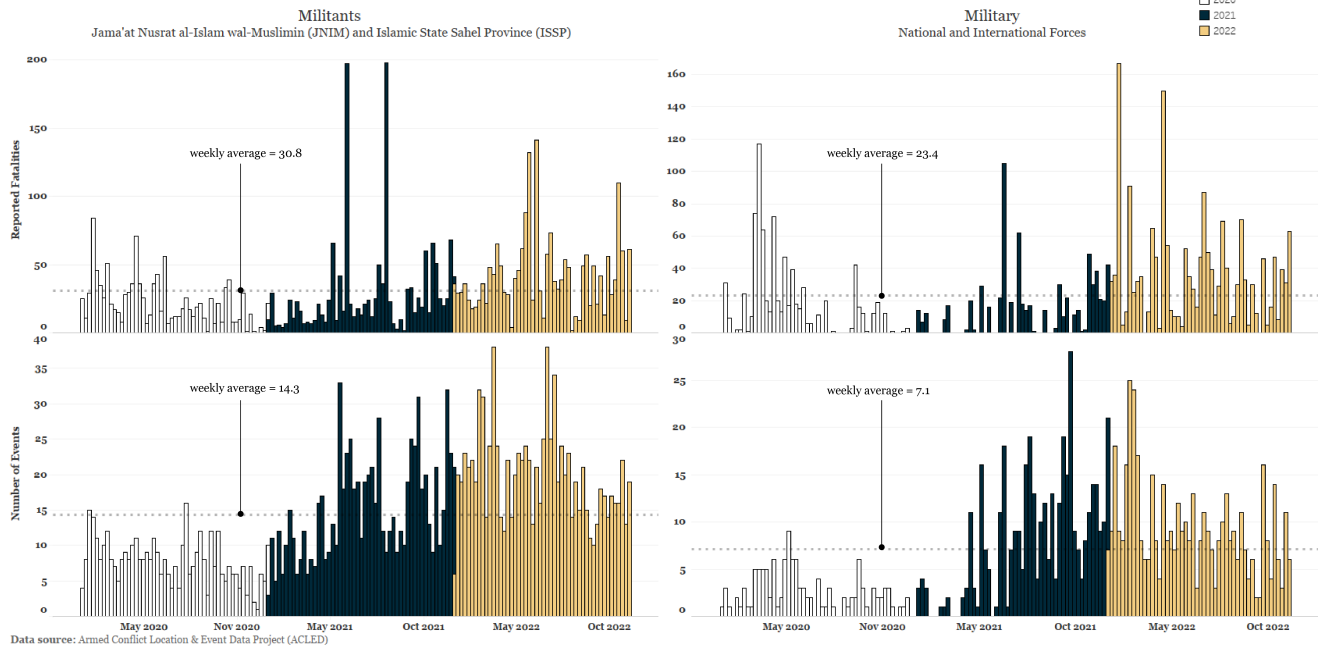 Militants
Jama'at Nusrat al-Islam wal-Muslimin (JNIM) and Islamic State Sahel Province (ISSP)
Military
National and International Forces
2020
2021
2022
Reported Fatalities
200
150
100
50
0
weekly average = 30.8
160
140
120
100
80
60
40
20
0
weekly average = 23.4
Number of Events
40
35
30
25
20
15
10
5
0
weekly average = 14.3
30
25
20
15
10
5
0
weekly average = 7.1
May 2020
Nov 2020
May 2021
Oct 2021
May 2022
Oct 2022
May 2020
Nov 2020
May 2021
Oct 2021
May 2022
Oct 2022
Data source: Armed Conflict Location & Event Data Project (ACLED)